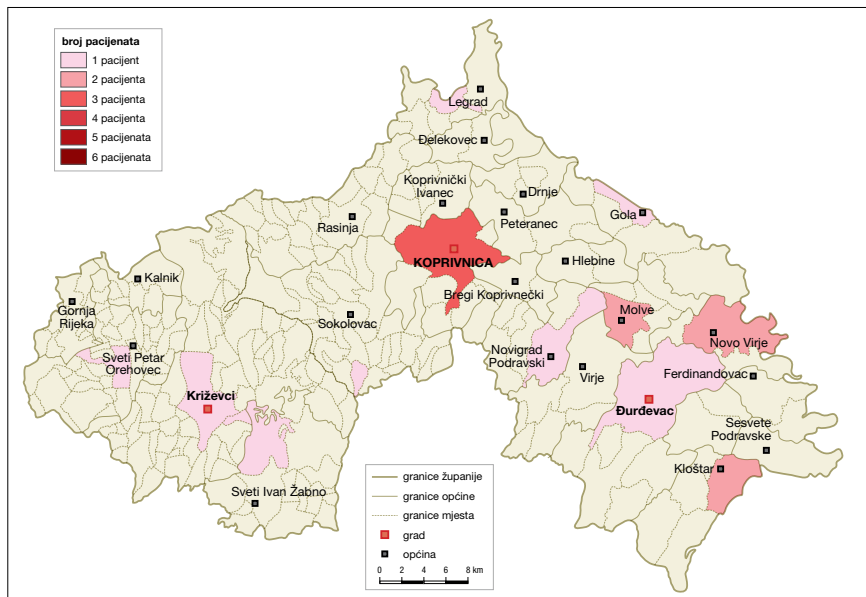 broj pacijenata
1 pacijent
2 pacijenta
3 pacijenta
4 pacijenta
5 pacijenata
6 pacijenata
Legrad
Đelekovec
Koprivnički
Ivanec
Drnje
Rasinja
Peteranec
Gola
KOPRIVNICA
Hlebine
Kalnik
Bregi Koprivnečki
Gornja
Rijeka
Sokolovac
Molve
Novo Virje
Sveti Petar
Orehovec
Novigrad
Podravski
Virje
Ferdinandovac
Križevci
Đurđevac
Sesvete
Podravske
Kloštar
Sveti Ivan Žabno
granice županije
granice općine
granice mjesta
grad
općina
0 2 4 6 8 km